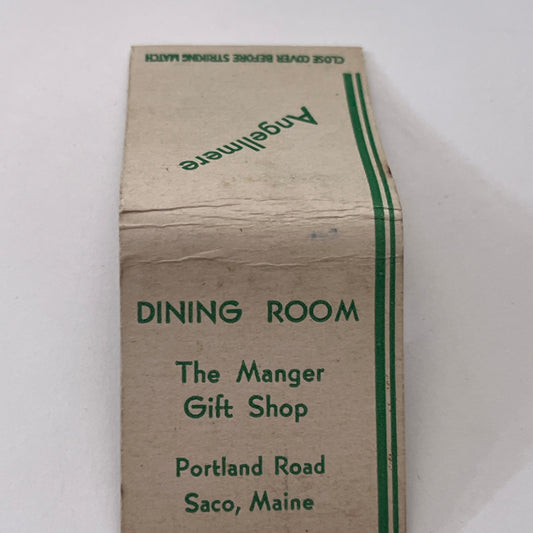 CLOSE COVER BEFORE STRIKING MATCH
Angellmere
DINING ROOM
The Manger
Gift Shop
Portland Road
Saco, Maine